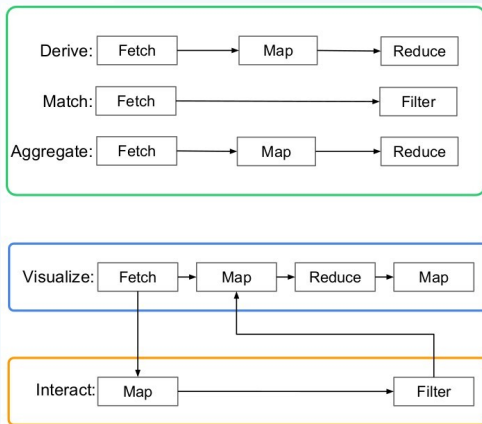 Derive: Fetch Map Reduce
Match: Fetch Filter
Aggregate: Fetch Map Reduce
Visualize: Fetch Map Reduce Map
Interact: Map Filter